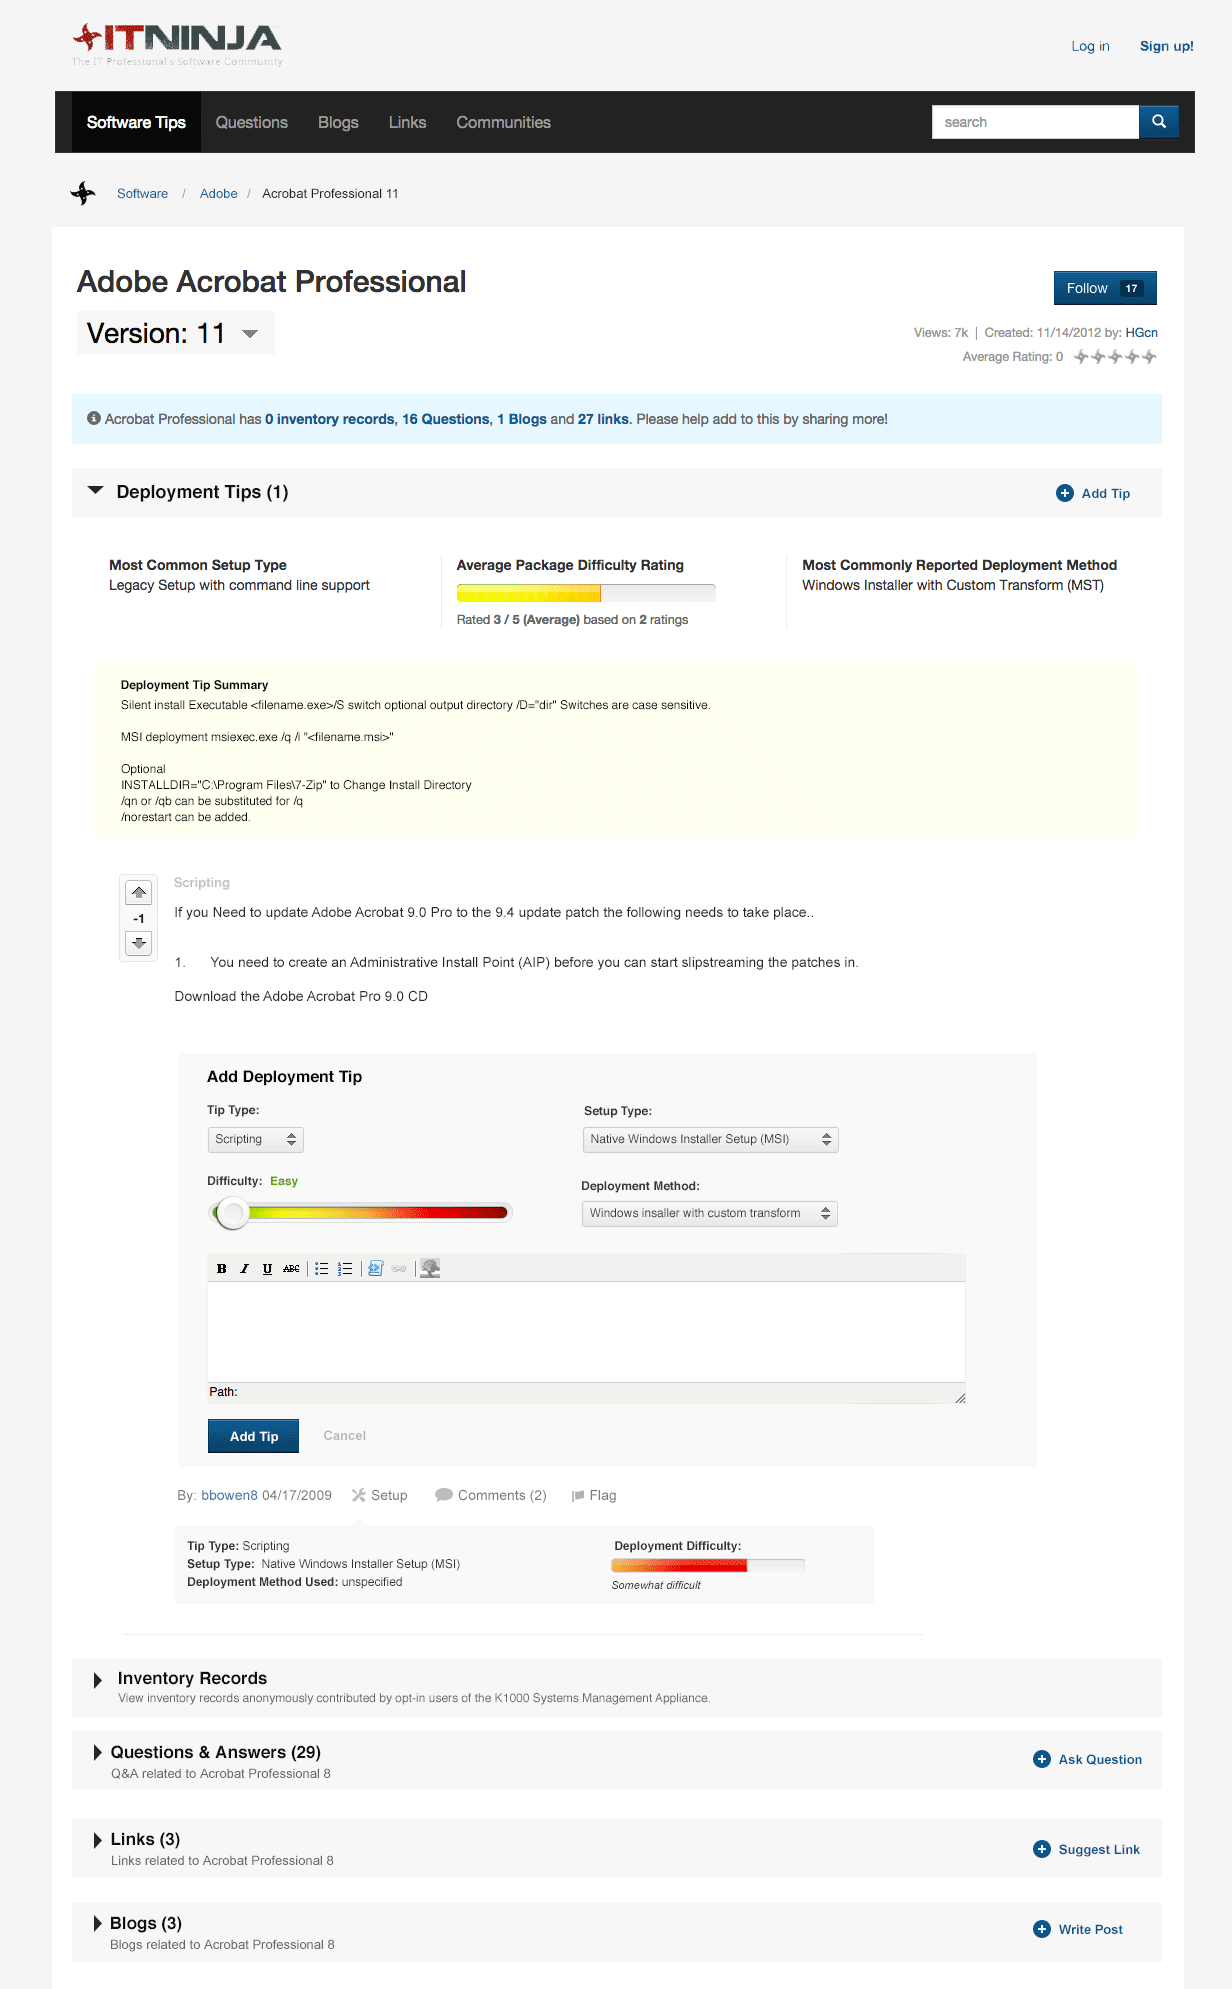 ITNINJA
The IT Professional's Software Community
Log in
Sign up!
Software Tips
Questions
Blogs
Links
Communities
search
Software / Adobe / Acrobat Professional 11
Adobe Acrobat Professional
Follow 17
Version: 11
Views: 7k | Created: 11/14/2012 by: HGcn
Average Rating: 0
Acrobat Professional has 0 inventory records, 16 Questions, 1 Blogs and 27 links. Please help add to this by sharing more!
Deployment Tips (1)
Add Tip
Most Common Setup Type
Legacy Setup with command line support
Average Package Difficulty Rating
Rated 3 / 5 (Average) based on 2 ratings
Most Commonly Reported Deployment Method
Windows Installer with Custom Transform (MST)
Deployment Tip Summary
Silent install Executable <filename.exe>/S switch optional output directory /D="dir" Switches are case sensitive.
MSI deployment msiexec.exe /q /i "<filename.msi>"
Optional
INSTALLDIR="C:\Program Files\7-Zip" to Change Install Directory
/qn or /qb can be substituted for /q
/norestart can be added.
-1
Scripting
If you Need to update Adobe Acrobat 9.0 Pro to the 9.4 update patch the following needs to take place..
1. You need to create an Administrative Install Point (AIP) before you can start slipstreaming the patches in.
Download the Adobe Acrobat Pro 9.0 CD
Add Deployment Tip
Tip Type:
Scripting
Setup Type:
Native Windows Installer Setup (MSI)
Difficulty: Easy
Deployment Method:
Windows insaller with custom transform
B I U ABC
Path:
Add Tip
Cancel
By: bbowen8 04/17/2009
Setup
Comments (2)
Flag
Tip Type: Scripting
Setup Type: Native Windows Installer Setup (MSI)
Deployment Method Used: unspecified
Deployment Difficulty:
Somewhat difficult
Inventory Records
View inventory records anonymously contributed by opt-in users of the K1000 Systems Management Appliance.
Questions & Answers (29)
Q&A related to Acrobat Professional 8
Ask Question
Links (3)
Links related to Acrobat Professional 8
Suggest Link
Blogs (3)
Blogs related to Acrobat Professional 8
Write Post